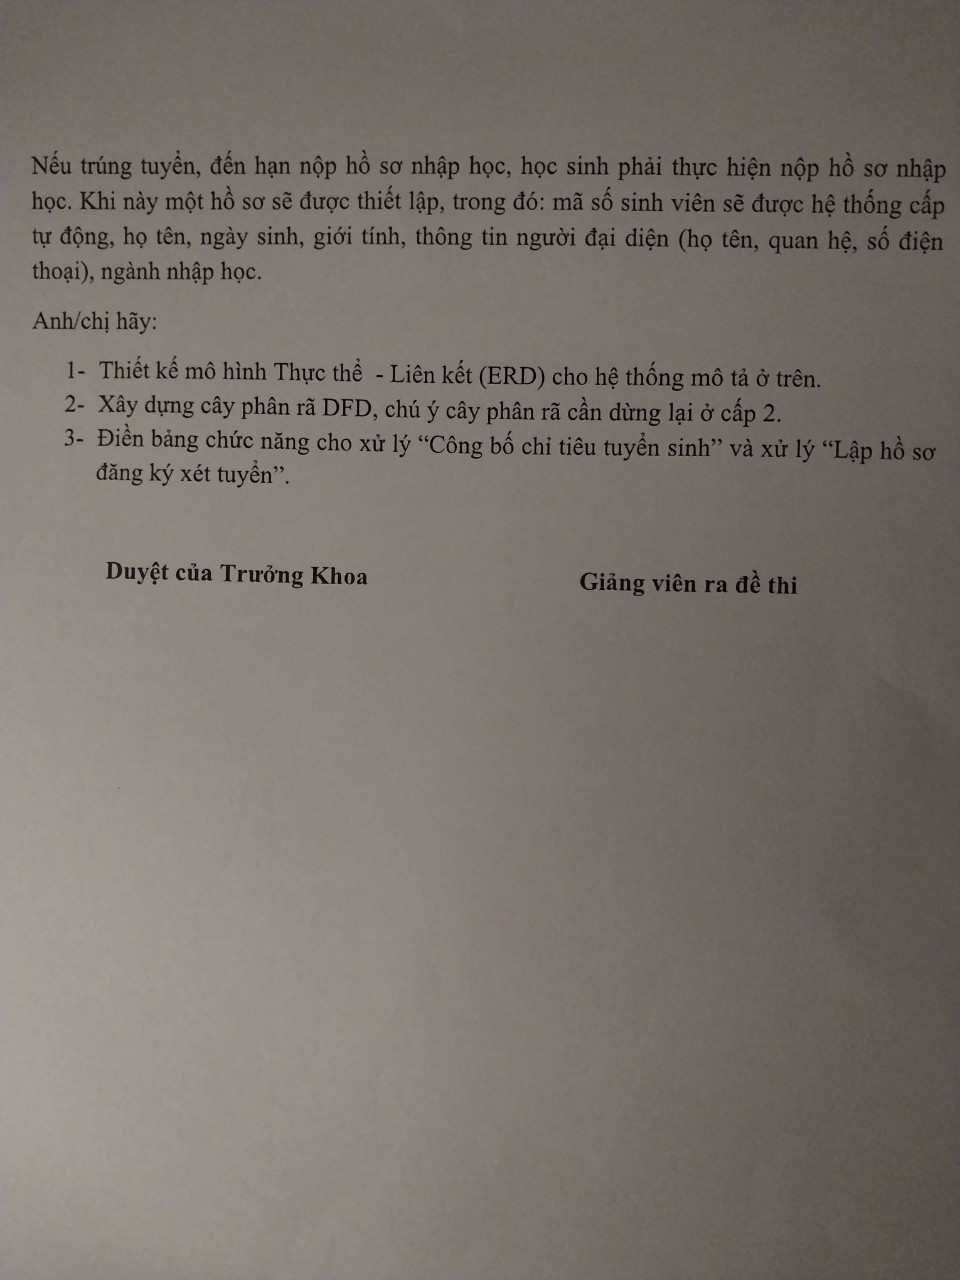 Nếu trúng tuyển, đến hạn nộp hồ sơ nhập học, học sinh phải thực hiện nộp hồ sơ nhập
học. Khi này một hồ sơ sẽ được thiết lập, trong đó: mã số sinh viên sẽ được hệ thống cấp
tự động, họ tên, ngày sinh, giới tính, thông tin người đại diện (họ tên, quan hệ, số điện
thoại), ngành nhập học.
Anh/chị hãy:
1- Thiết kế mô hình Thực thể - Liên kết (ERD) cho hệ thống mô tả ở trên.
2- Xây dựng cây phân rã DFD, chú ý cây phân rã cần dừng lại ở cấp 2.
3- Điền bảng chức năng cho xử lý “Công bố chỉ tiêu tuyển sinh” và xử lý “Lập hồ sơ
đăng ký xét tuyển”.
Duyệt của Trưởng Khoa
Giảng viên ra đề thi